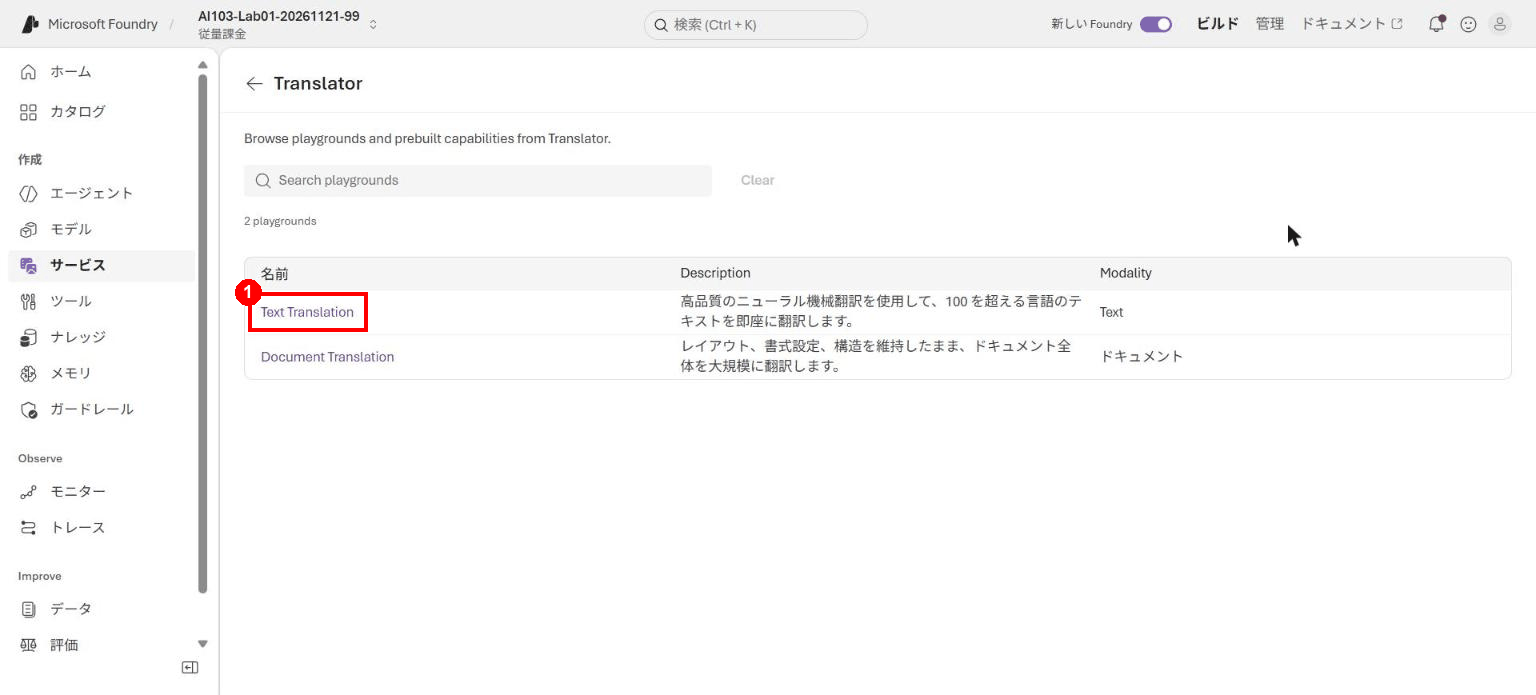 Microsoft Foundry / AI103-Lab01-20261121-99
従量課金
検索 (Ctrl + K)
新しい Foundry ビルド 管理 ドキュメント
ホーム
カタログ
作成
エージェント
モデル
サービス
ツール
ナレッジ
メモリ
ガードレール
Observe
モニター
トレース
Improve
データ
評価
Translator
Browse playgrounds and prebuilt capabilities from Translator.
Search playgrounds Clear
2 playgrounds
名前 Description Modality
1
Text Translation
高品質のニューラル機械翻訳を使用して、100 を超える言語のテ
キストを即座に翻訳します。
Text
Document Translation
レイアウト、書式設定、構造を維持したまま、ドキュメント全
体を大規模に翻訳します。
ドキュメント